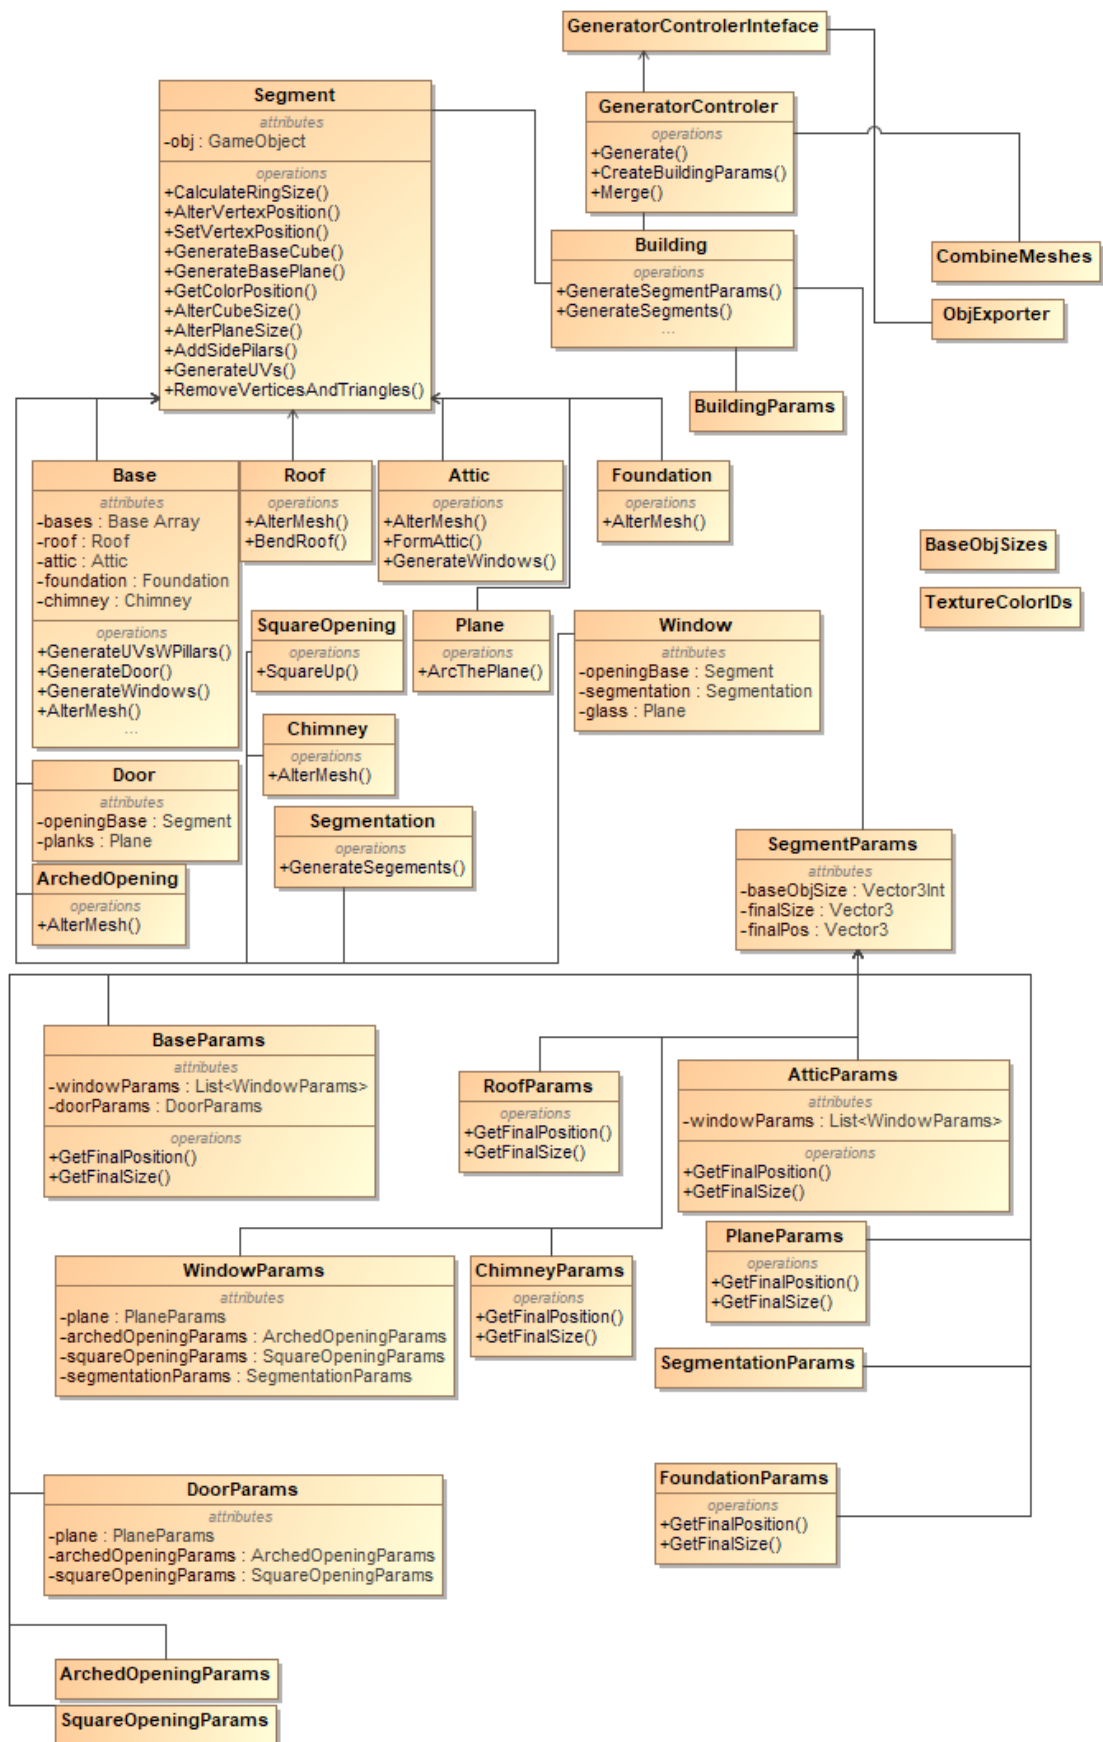 GeneratorControlerInteface
Segment
attributes
-obj : GameObject
operations
+CalculateRingSize()
+AlterVertexPosition()
+SetVertexPosition()
+GenerateBaseCube()
+GenerateBasePlane()
+GetColorPosition()
+AlterCubeSize()
+AlterPlaneSize()
+AddSidePilars()
+GenerateUVs()
+RemoveVerticesAndTriangles()
GeneratorControler
operations
+Generate()
+CreateBuildingParams()
+Merge()
Building
operations
+GenerateSegmentParams()
+GenerateSegments()
...
CombineMeshes
ObjExporter
BuildingParams
Base
attributes
-bases : Base Array
-roof : Roof
-attic : Attic
-foundation : Foundation
-chimney : Chimney
operations
+GenerateUVsWPillars()
+GenerateDoor()
+GenerateWindows()
+AlterMesh()
...
Roof
operations
+AlterMesh()
+BendRoof()
Attic
operations
+AlterMesh()
+FormAttic()
+GenerateWindows()
Foundation
operations
+AlterMesh()
BaseObjSizes
TextureColorIDs
SquareOpening
operations
+SquareUp()
Plane
operations
+ArcThePlane()
Window
attributes
-openingBase : Segment
-segmentation : Segmentation
-glass : Plane
Chimney
operations
+AlterMesh()
Door
attributes
-openingBase : Segment
-planks : Plane
Segmentation
operations
+GenerateSegements()
ArchedOpening
operations
+AlterMesh()
SegmentParams
attributes
-baseObjSize : Vector3Int
-finalSize : Vector3
-finalPos : Vector3
BaseParams
attributes
-windowParams : List<WindowParams>
-doorParams : DoorParams
operations
+GetFinalPosition()
+GetFinalSize()
RoofParams
operations
+GetFinalPosition()
+GetFinalSize()
AtticParams
attributes
-windowParams : List<WindowParams>
operations
+GetFinalPosition()
+GetFinalSize()
PlaneParams
operations
+GetFinalPosition()
+GetFinalSize()
WindowParams
attributes
-plane : PlaneParams
-archedOpeningParams : ArchedOpeningParams
-squareOpeningParams : SquareOpeningParams
-segmentationParams : SegmentationParams
ChimneyParams
operations
+GetFinalPosition()
+GetFinalSize()
SegmentationParams
FoundationParams
operations
+GetFinalPosition()
+GetFinalSize()
DoorParams
attributes
-plane : PlaneParams
-archedOpeningParams : ArchedOpeningParams
-squareOpeningParams : SquareOpeningParams
ArchedOpeningParams
SquareOpeningParams